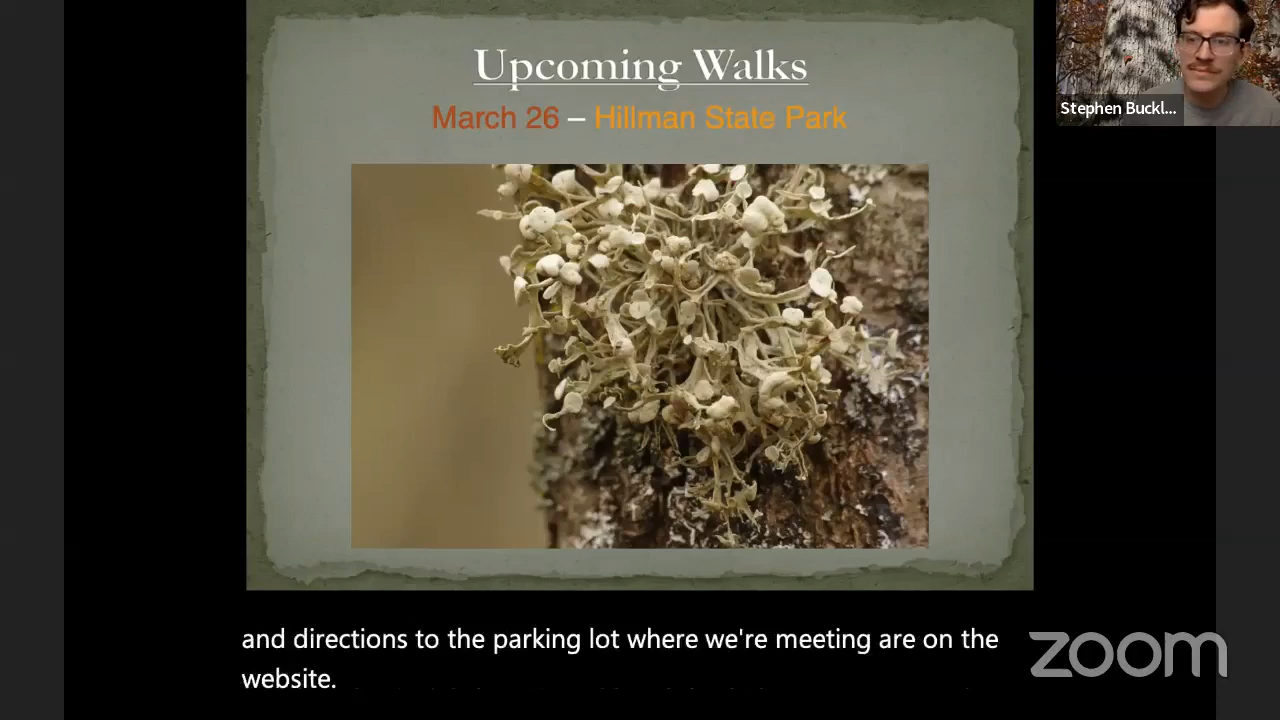 Upcoming Walks
March 26 – Hillman State Park
Stephen Buckl...
and directions to the parking lot where we're meeting are on the
website.
zoom